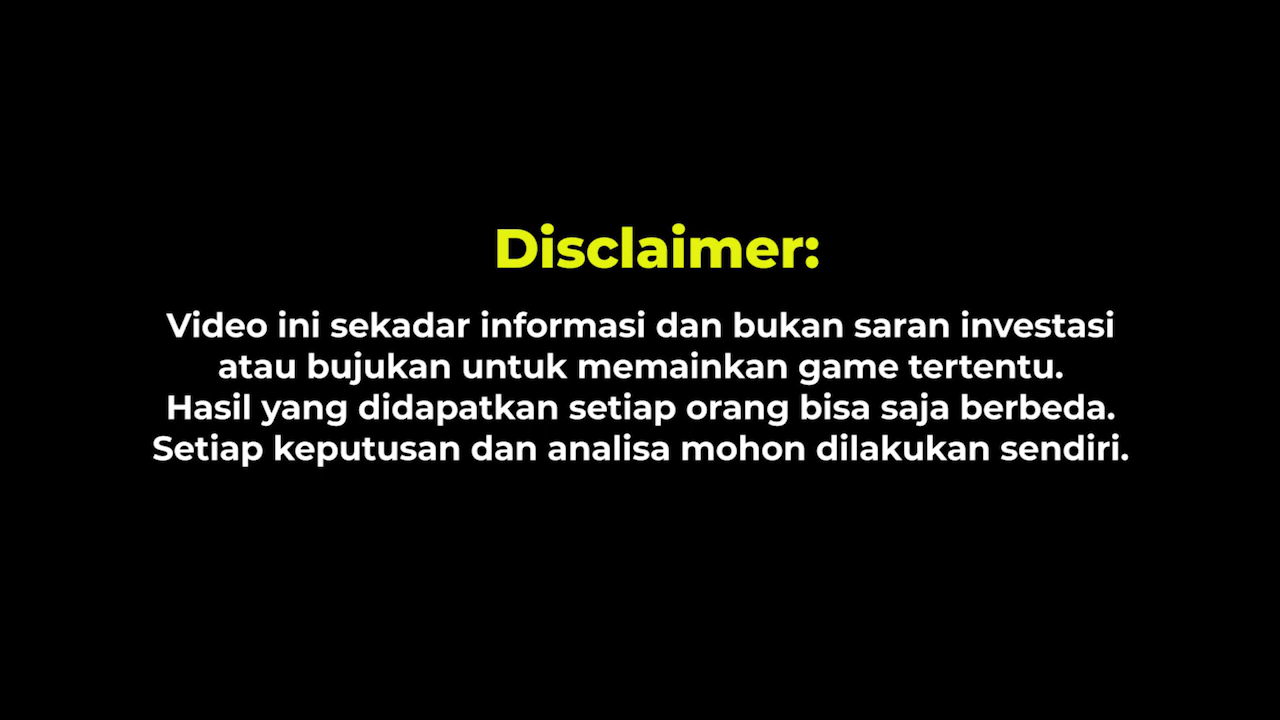 Disclaimer:
Video ini sekadar informasi dan bukan saran investasi
atau bujukan untuk memainkan game tertentu.
Hasil yang didapatkan setiap orang bisa saja berbeda.
Setiap keputusan dan analisa mohon dilakukan sendiri.